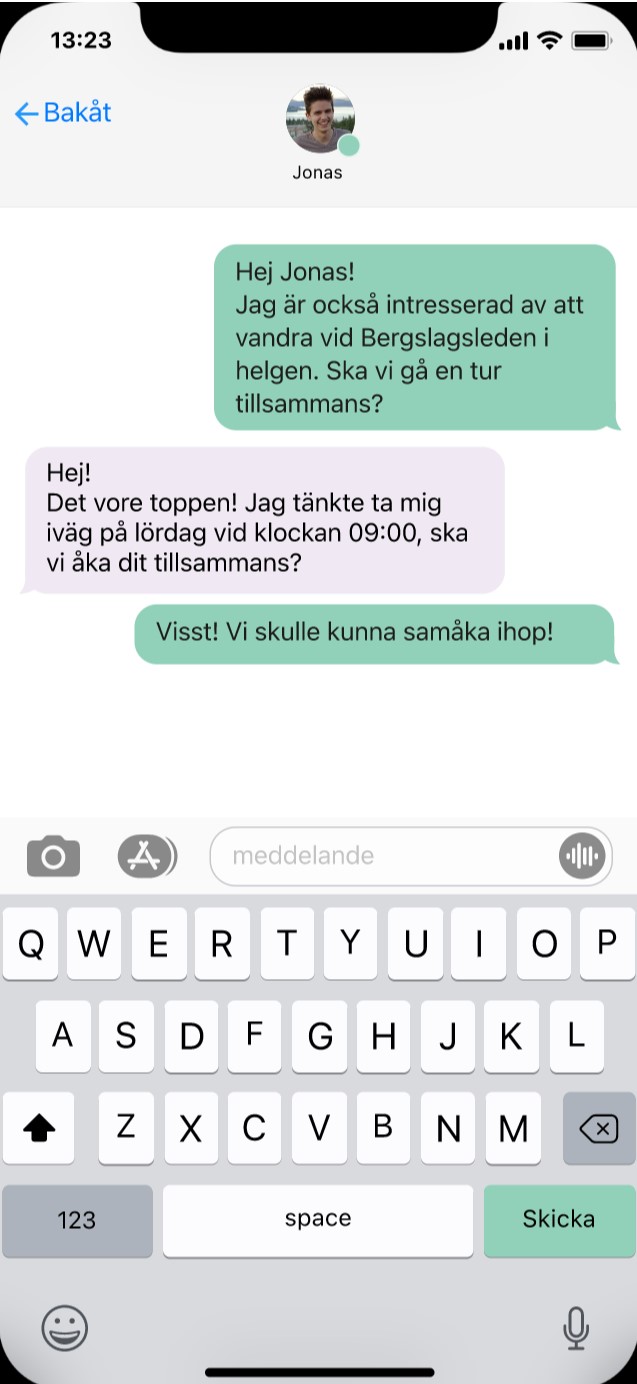 13:23
Bakåt
Jonas
Hej Jonas!
Jag är också intresserad av att
vandra vid Bergslagsleden i
helgen. Ska vi gå en tur
tillsammans?
Hej!
Det vore toppen! Jag tänkte ta mig
iväg på lördag vid klockan 09:00, ska
vi åka dit tillsammans?
Visst! Vi skulle kunna samåka ihop!
meddelande
Q W E R T Y U I O P
A S D F G H J K L
Z X C V B N M
123 space Skicka